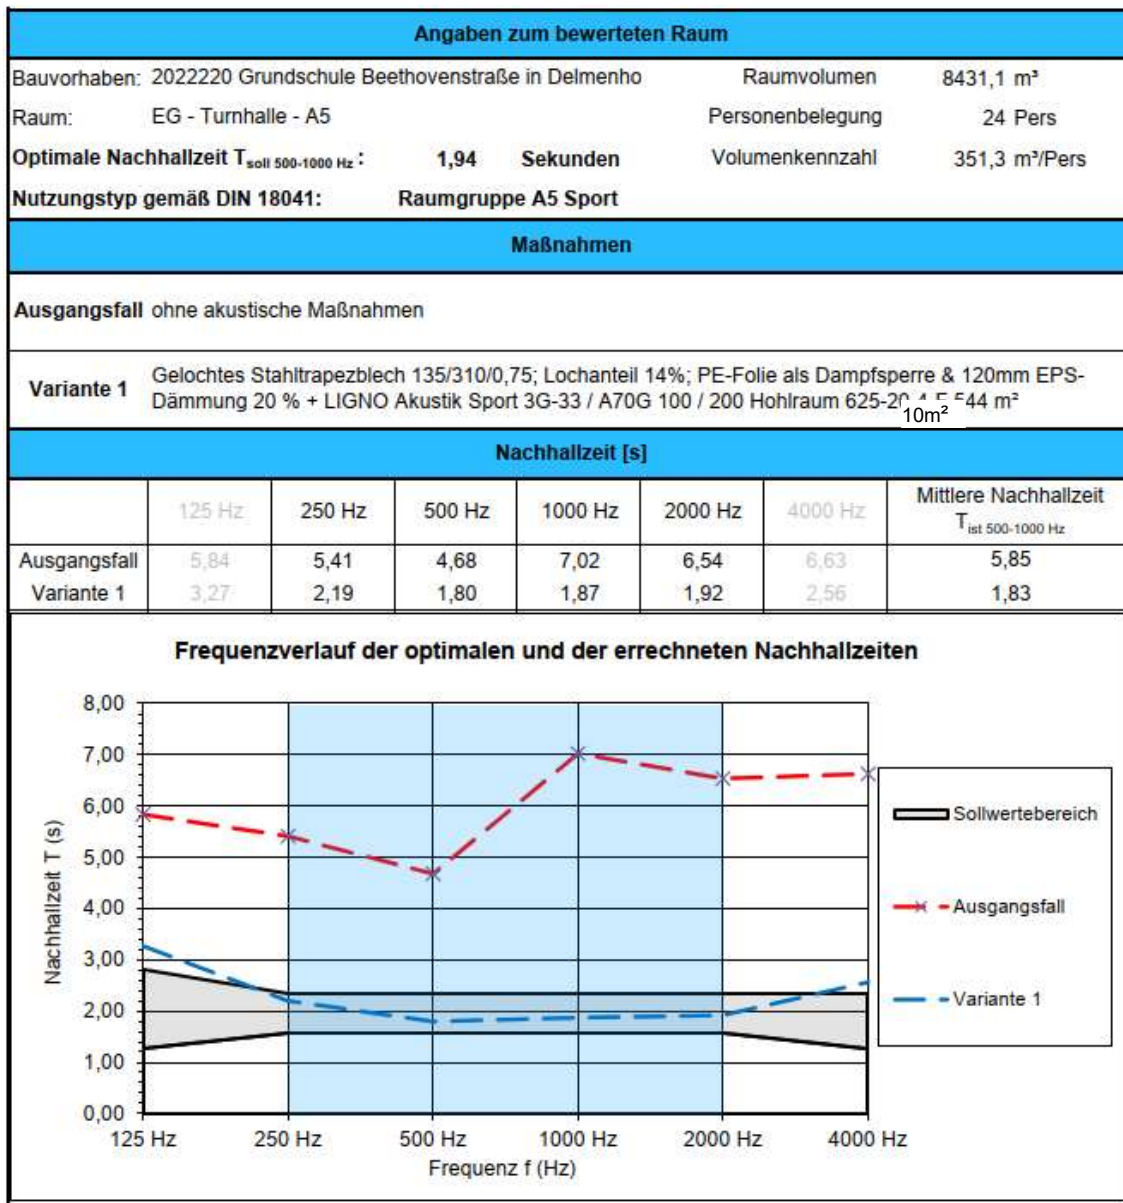 Angaben zum bewerteten Raum
Bauvorhaben: 2022220 Grundschule Beethovenstraße in Delmenho Raumvolumen 8431,1 m³
Raum: EG - Turnhalle - A5 Personenbelegung 24 Pers
Optimale Nachhallzeit Tsoll 500-1000 Hz : 1,94 Sekunden Volumenkennzahl 351,3 m³/Pers
Nutzungstyp gemäß DIN 18041: Raumgruppe A5 Sport
Maßnahmen
Ausgangsfall ohne akustische Maßnahmen
Variante 1 Gelochtes Stahltrapezblech 135/310/0,75; Lochanteil 14%; PE-Folie als Dampfsperre & 120mm EPS-
Dämmung 20 % + LIGNO Akustik Sport 3G-33 / A70G 100 / 200 Hohlraum 544 m²
10m²
Nachhallzeit [s]
125 Hz 250 Hz 500 Hz 1000 Hz 2000 Hz 4000 Hz Mittlere Nachhallzeit
Tist 500-1000 Hz
Ausgangsfall 5,84 5,41 4,68 7,02 6,54 6,63 5,85
Variante 1 3,27 2,19 1,80 1,87 1,92 2,56 1,83
Frequenzverlauf der optimalen und der errechneten Nachhallzeiten
Nachhallzeit T (s)
8,00
7,00
6,00
5,00
4,00
3,00
2,00
1,00
0,00
125 Hz 250 Hz 500 Hz 1000 Hz 2000 Hz 4000 Hz
Frequenz f (Hz)
Sollwertebereich
Ausgangsfall
Variante 1